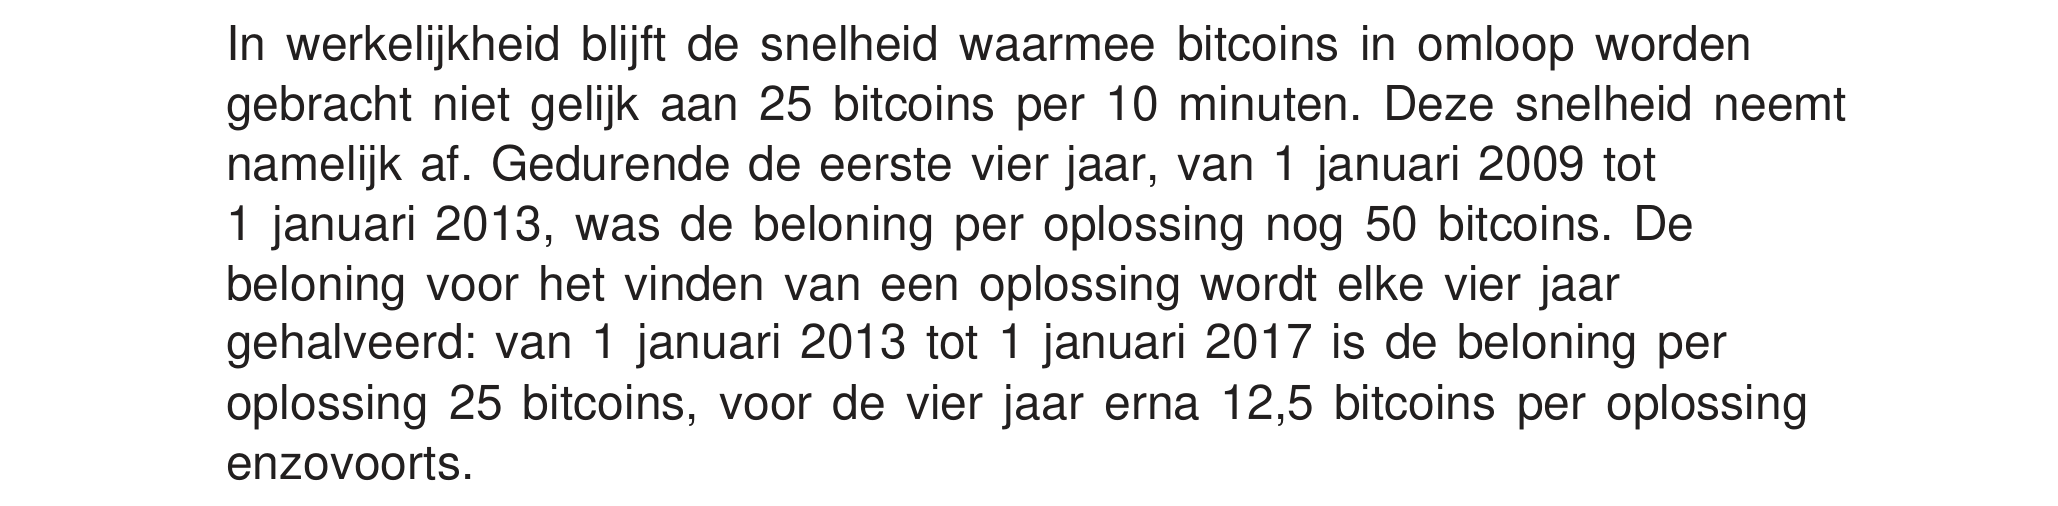 In werkelijkheid blijft de snelheid waarmee bitcoins in omloop worden
gebracht niet gelijk aan 25 bitcoins per 10 minuten. Deze snelheid neemt
namelijk af. Gedurende de eerste vier jaar, van 1 januari 2009 tot
1 januari 2013, was de beloning per oplossing nog 50 bitcoins. De
beloning voor het vinden van een oplossing wordt elke vier jaar
gehalveerd: van 1 januari 2013 tot 1 januari 2017 is de beloning per
oplossing 25 bitcoins, voor de vier jaar erna 12,5 bitcoins per oplossing
enzovoorts.